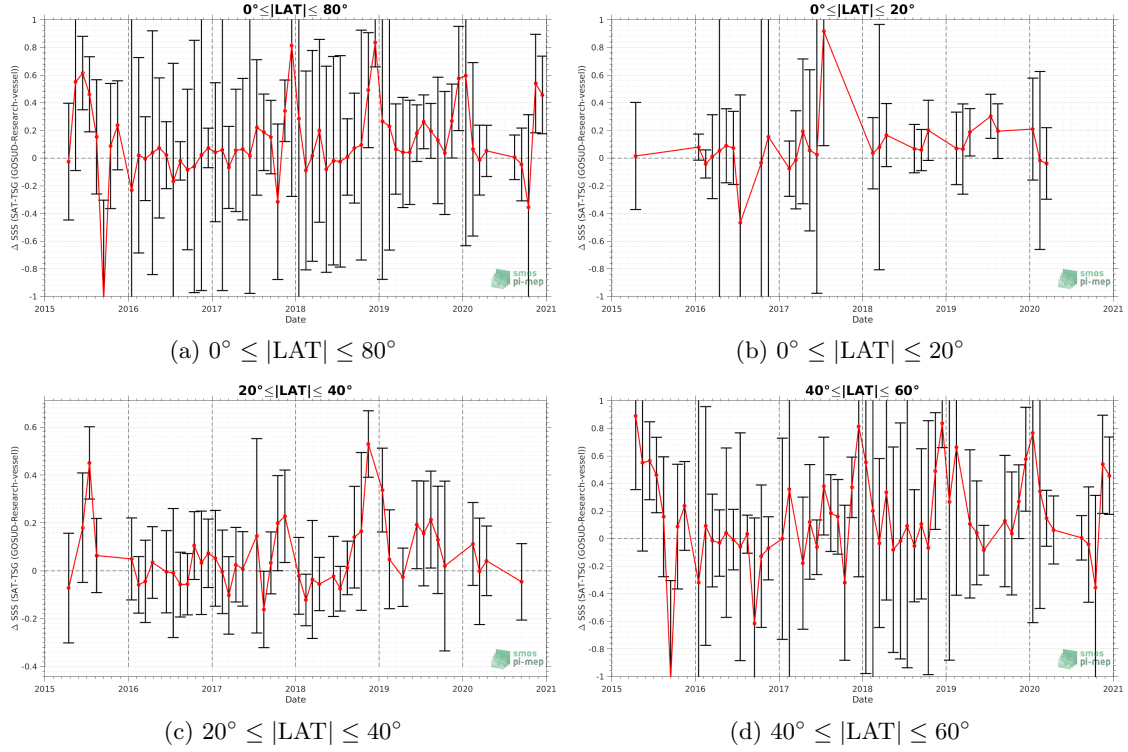 0°≤|LAT|≤ 80°
Δ SSS (SAT-TSG (GOSUD-Research-vessel))
1
0.8
0.6
0.4
0.2
0
-0.2
-0.4
-0.6
-0.8
-1
2015 2016 2017 2018 2019 2020 2021
Date
smos
pi-mep
(a) 0° ≤ |LAT| ≤ 80°
0°≤|LAT|≤ 20°
Δ SSS (SAT-TSG (GOSUD-Research-vessel))
1
0.8
0.6
0.4
0.2
0
-0.2
-0.4
-0.6
-0.8
-1
2015 2016 2017 2018 2019 2020 2021
Date
smos
pi-mep
(b) 0° ≤ |LAT| ≤ 20°
20°≤|LAT|≤ 40°
Δ SSS (SAT-TSG (GOSUD-Research-vessel))
0.6
0.4
0.2
0
-0.2
-0.4
2015 2016 2017 2018 2019 2020 2021
Date
smos
pi-mep
(c) 20° ≤ |LAT| ≤ 40°
40°≤|LAT|≤ 60°
Δ SSS (SAT-TSG (GOSUD-Research-vessel))
1
0.8
0.6
0.4
0.2
0
-0.2
-0.4
-0.6
-0.8
-1
2015 2016 2017 2018 2019 2020 2021
Date
smos
pi-mep
(d) 40° ≤ |LAT| ≤ 60°